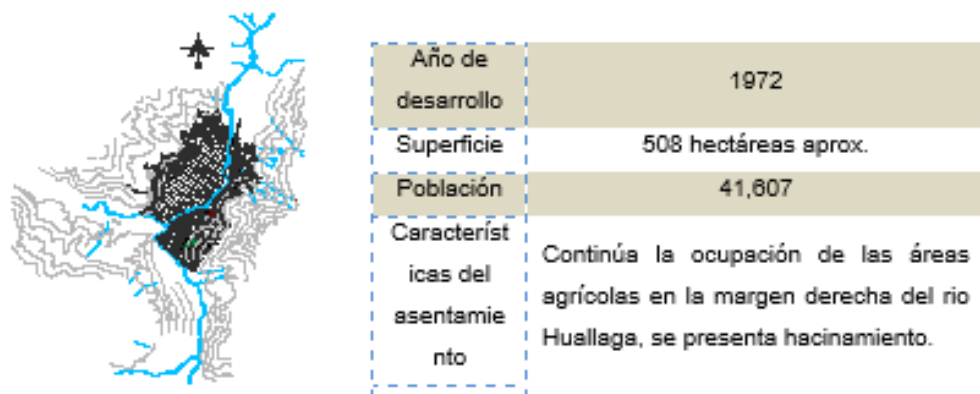 Año de
desarrollo
1972
Superficie
508 hectáreas aprox.
Población
41,607
Característ
icas del
asentamie
nto
Continúa la ocupación de las áreas
agrícolas en la margen derecha del rio
Huallaga, se presenta hacinamiento.